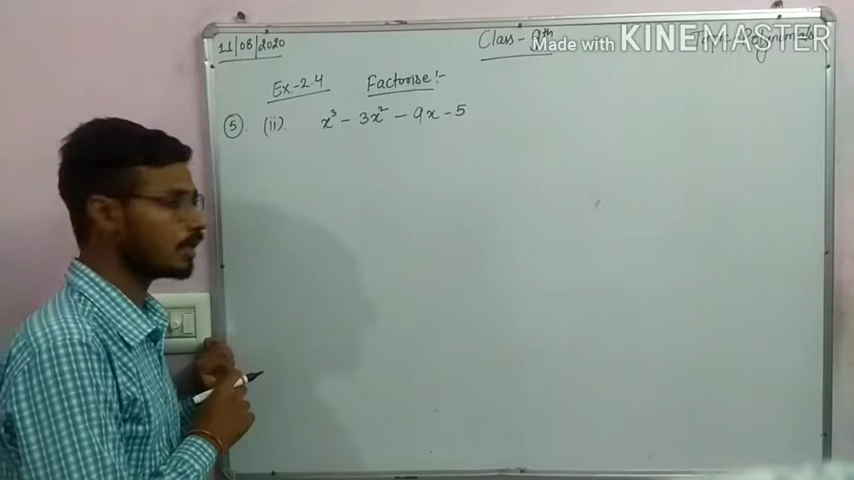 11/08/2020
Class - 9th
Made with KINEMASTER
Ex.-2.4 Factorise :-
5. (ii). x³ - 3x² - 9x - 5